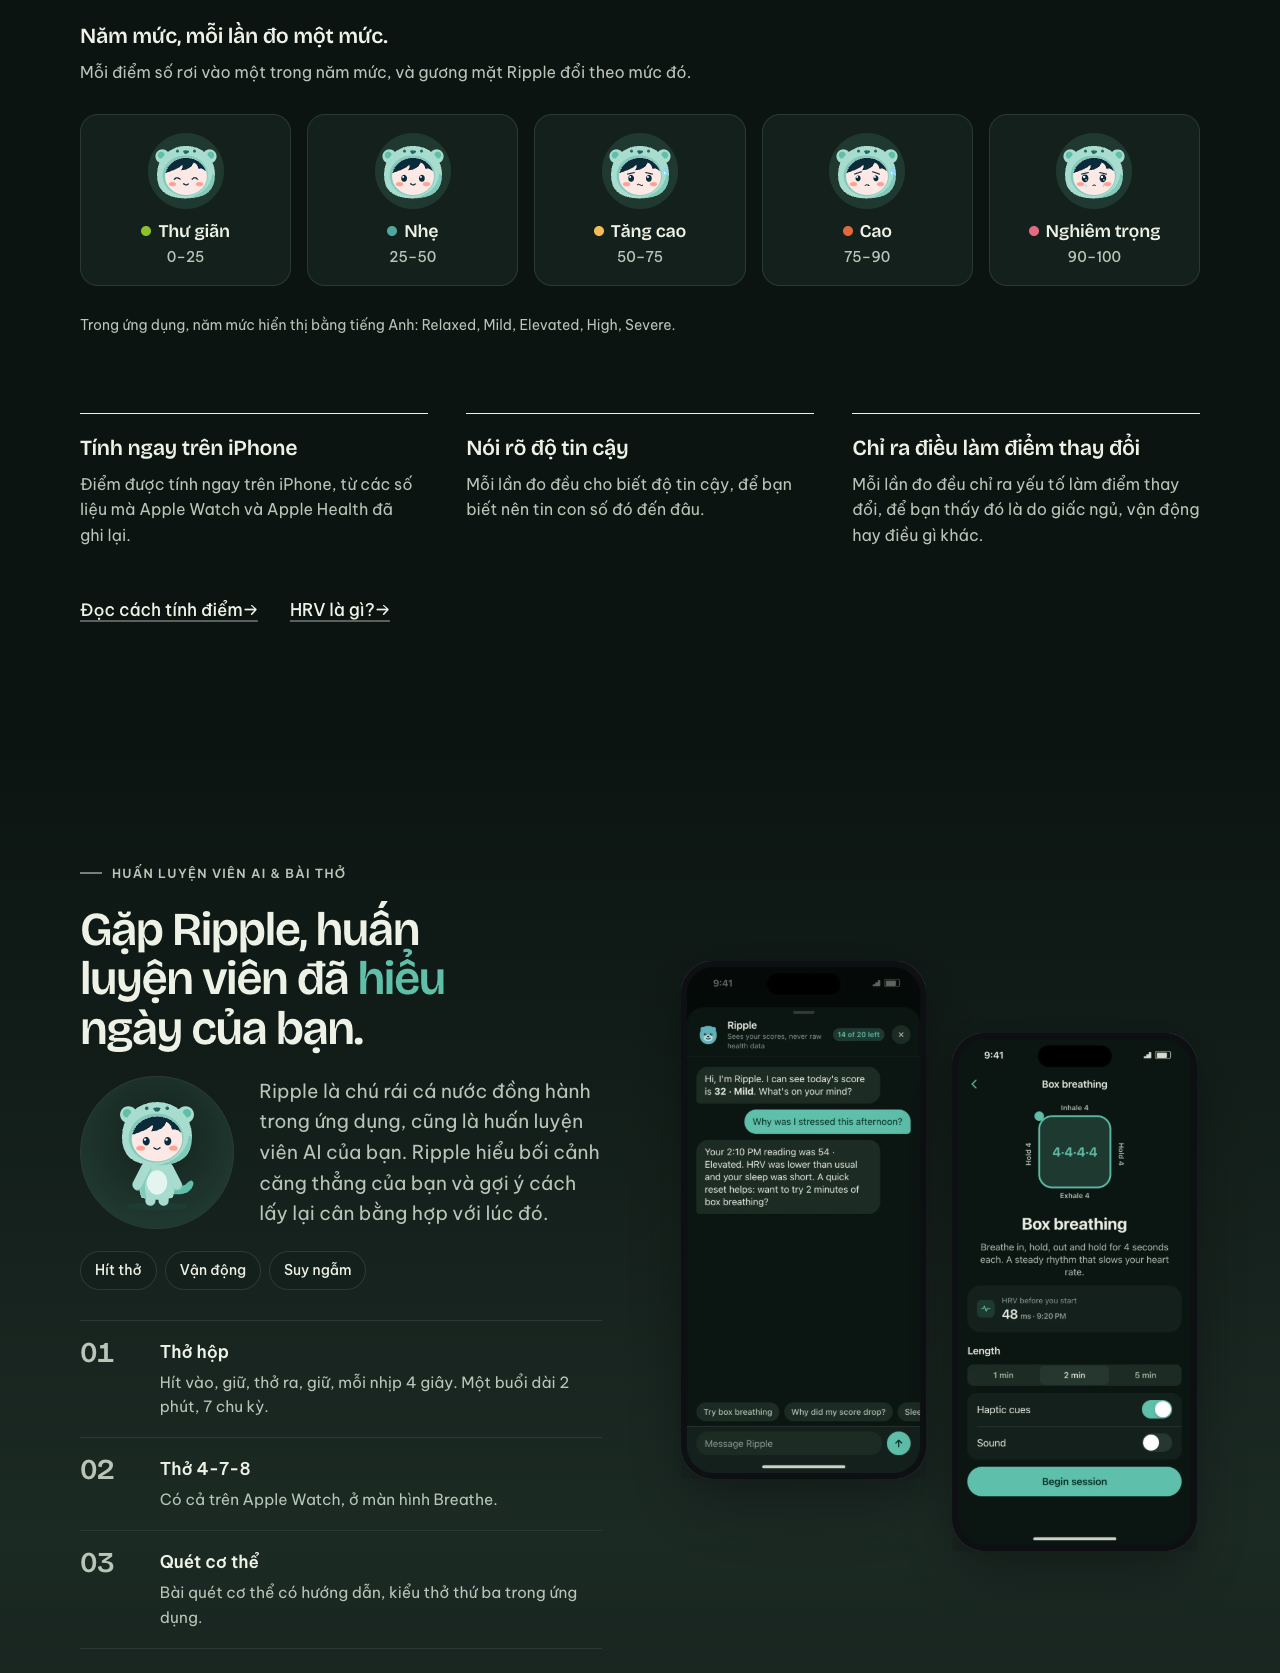 Năm mức, mỗi lần đo một mức.
Mỗi điểm số rơi vào một trong năm mức, và gương mặt Ripple đổi theo mức đó.
Thư giãn
0–25
Nhẹ
25–50
Tăng cao
50–75
Cao
75–90
Nghiêm trọng
90–100
Trong ứng dụng, năm mức hiển thị bằng tiếng Anh: Relaxed, Mild, Elevated, High, Severe.
Tính ngay trên iPhone
Điểm được tính ngay trên iPhone, từ các số
liệu mà Apple Watch và Apple Health đã
ghi lại.
Nói rõ độ tin cậy
Mỗi lần đo đều cho biết độ tin cậy, để bạn
biết nên tin con số đó đến đâu.
Chỉ ra điều làm điểm thay đổi
Mỗi lần đo đều chỉ ra yếu tố làm điểm thay
đổi, để bạn thấy đó là do giấc ngủ, vận động
hay điều gì khác.
Đọc cách tính điểm→
HRV là gì?→
HUẤN LUYỆN VIÊN AI & BÀI THỞ
Gặp Ripple, huấn
luyện viên đã hiểu
ngày của bạn.
Ripple là chú rái cá nước đồng hành
trong ứng dụng, cũng là huấn luyện
viên AI của bạn. Ripple hiểu bối cảnh
căng thẳng của bạn và gợi ý cách
lấy lại cân bằng hợp với lúc đó.
Hít thở
Vận động
Suy ngẫm
01
Thở hộp
Hít vào, giữ, thở ra, giữ, mỗi nhịp 4 giây. Một buổi dài 2
phút, 7 chu kỳ.
02
Thở 4-7-8
Có cả trên Apple Watch, ở màn hình Breathe.
03
Quét cơ thể
Bài quét cơ thể có hướng dẫn, kiểu thở thứ ba trong ứng
dụng.
9:41
Ripple
Sees your scores, never raw
health data
14 of 20 left
Hi, I'm Ripple. I can see today's score
is 32 · Mild. What's on your mind?
Why was I stressed this afternoon?
Your 2:10 PM reading was 54 ·
Elevated. HRV was lower than usual
and your sleep was short. A quick
reset helps: want to try 2 minutes of
box breathing?
Try box breathing
Why did my score drop?
Slee
Message Ripple
9:41
Box breathing
Inhale 4
Hold 4
4·4·4·4
Hold 4
Exhale 4
Box breathing
Breathe in, hold, out and hold for 4 seconds
each. A steady rhythm that slows your heart
rate.
HRV before you start
48 ms · 9:20 PM
Length
1 min
2 min
5 min
Haptic cues
Sound
Begin session